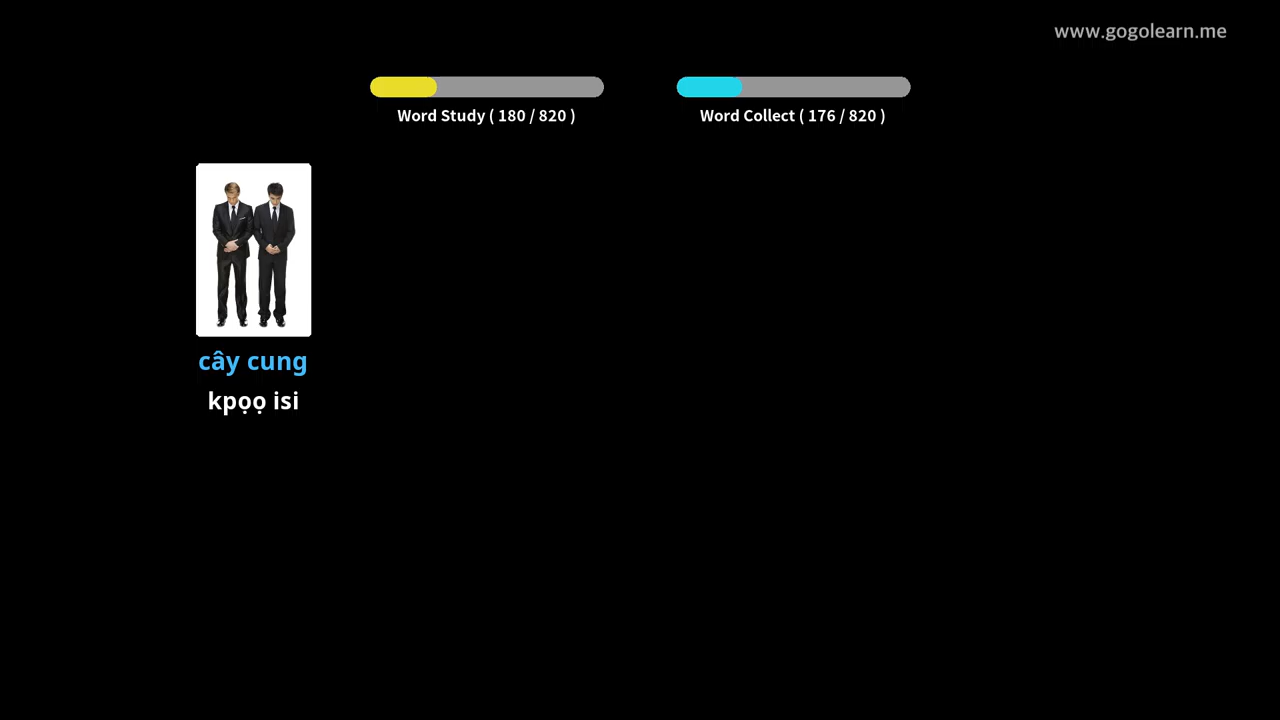 www.gogolearn.me
Word Study ( 180 / 820 )
Word Collect ( 176 / 820 )
cây cung
kpọọ isi